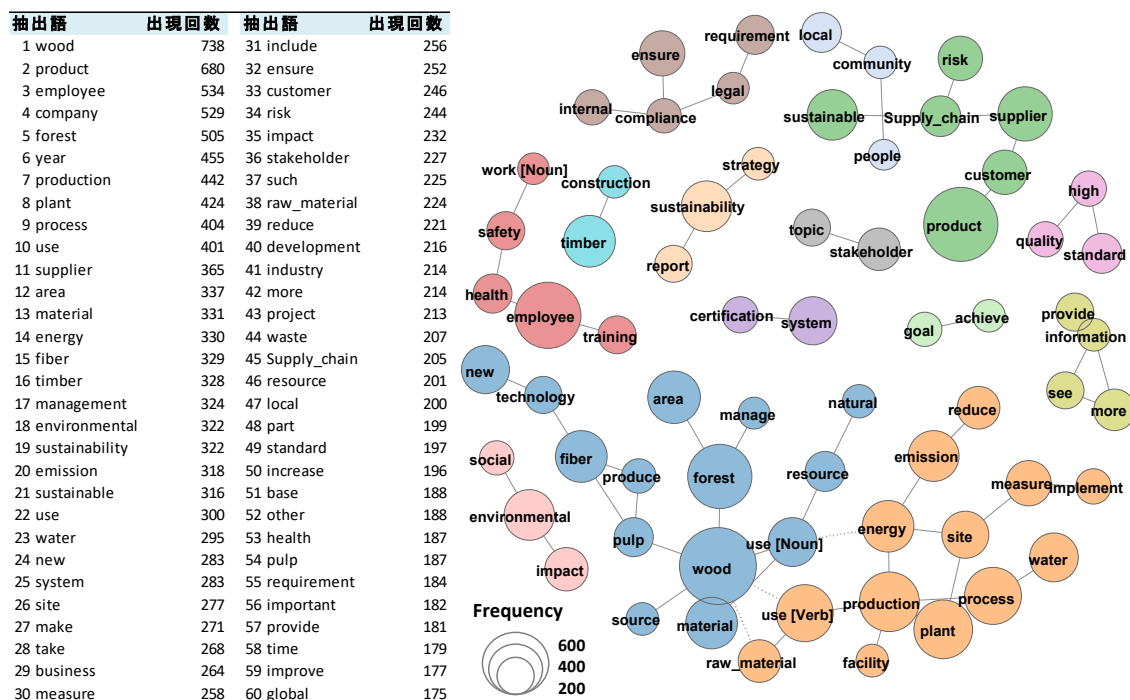 抽出語 出現回数 抽出語 出現回数
1 wood 738 31 include 256
2 product 680 32 ensure 252
3 employee 534 33 customer 246
4 company 529 34 risk 244
5 forest 505 35 impact 232
6 year 455 36 stakeholder 227
7 production 442 37 such 225
8 plant 424 38 raw_material 224
9 process 404 39 reduce 221
10 use 401 40 development 216
11 supplier 365 41 industry 214
12 area 337 42 more 214
13 material 331 43 project 213
14 energy 330 44 waste 207
15 fiber 329 45 Supply_chain 205
16 timber 328 46 resource 201
17 management 324 47 local 200
18 environmental 322 48 part 199
19 sustainability 322 49 standard 197
20 emission 318 50 increase 196
21 sustainable 316 51 base 188
22 use 300 52 other 188
23 water 295 53 health 187
24 new 283 54 pulp 187
25 system 283 55 requirement 184
26 site 277 56 important 182
27 make 271 57 provide 181
28 take 268 58 time 179
29 business 264 59 improve 177
30 measure 258 60 global 175
requirement
local
ensure
community
risk
legal
internal
compliance
sustainable
Supply_chain
supplier
people
work [Noun]
strategy
construction
customer
high
sustainability
safety
topic
product
timber
stakeholder
quality
standard
report
health
employee
certification
system
training
goal
achieve
provide
information
new
technology
area
manage
natural
reduce
see
more
social
fiber
produce
forest
resource
emission
measure
implement
environmental
pulp
use [Noun]
energy
site
impact
wood
water
Frequency
600
400
200
source
material
use [Verb]
production
process
plant
raw_material
facility